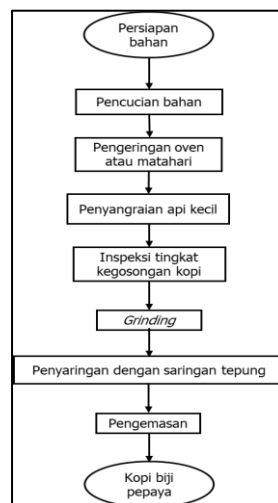 Persiapan
bahan
Pencucian bahan
Pengeringan oven
atau matahari
Penyangraian api kecil
Inspeksi tingkat
kegosongan kopi
Grinding
Penyaringan dengan saringan tepung
Pengemasan
Kopi biji
pepaya